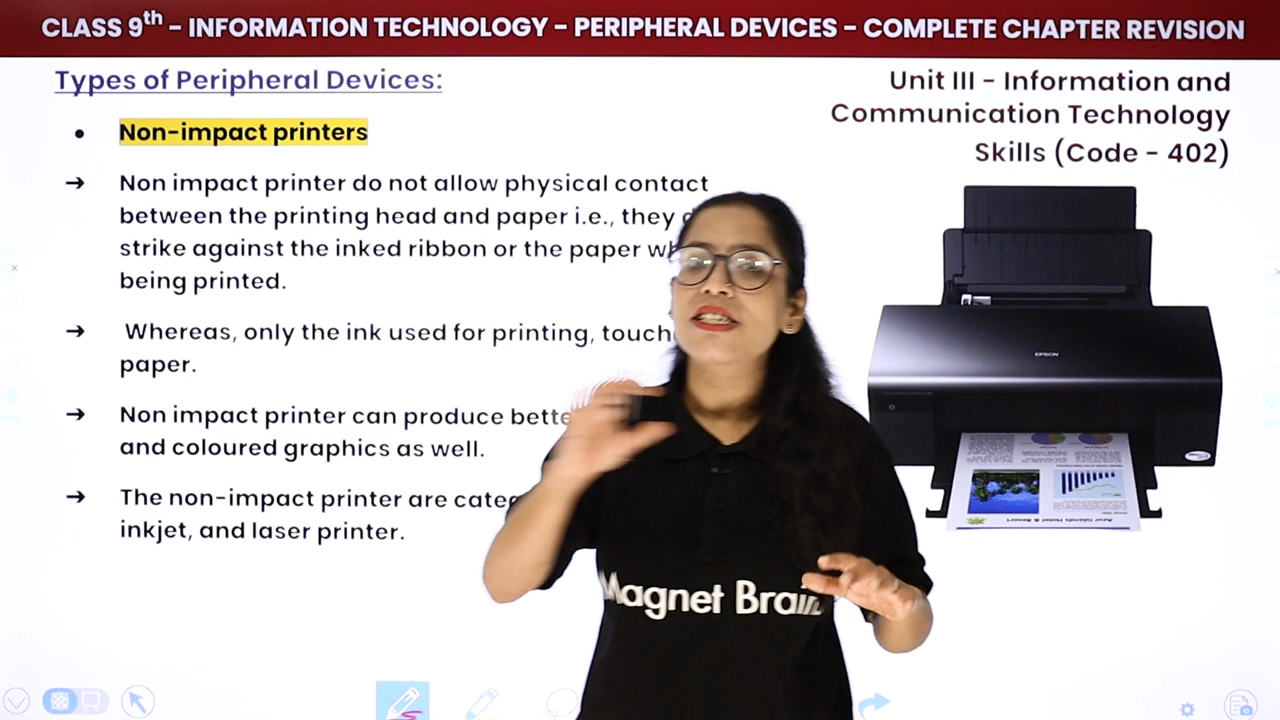 CLASS 9th - INFORMATION TECHNOLOGY - PERIPHERAL DEVICES - COMPLETE CHAPTER REVISION
Types of Peripheral Devices:
Unit III - Information and
Communication Technology
Skills (Code - 402)
• Non-impact printers
→ Non impact printer do not allow physical contact
between the printing head and paper i.e., they
strike against the inked ribbon or the paper
being printed.
→ Whereas, only the ink used for printing, touch
paper.
→ Non impact printer can produce bette
and coloured graphics as well.
→ The non-impact printer are cate
inkjet, and laser printer.
EPSON
Magnet Brain